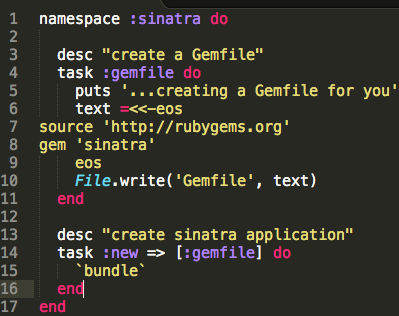 1 namespace :sinatra do
2
3   desc "create a Gemfile"
4   task :gemfile do
5     puts '...creating a Gemfile for you'
6     text =<<-eos
7 source 'http://rubygems.org'
8 gem 'sinatra'
9     eos
10     File.write('Gemfile', text)
11   end
12
13   desc "create sinatra application"
14   task :new => [:gemfile] do
15     `bundle`
16   end
17 end